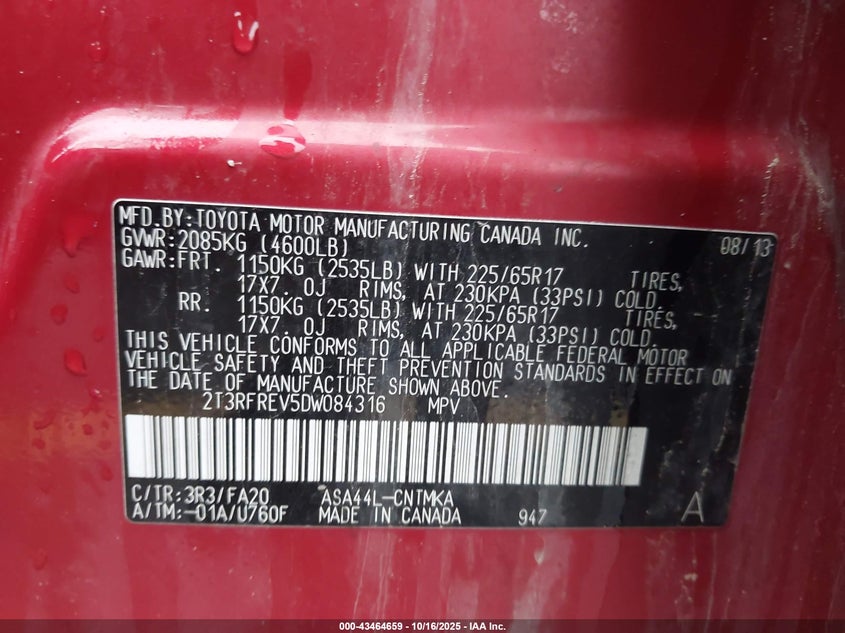 MFD.BY:TOYOTA MOTOR MANUFACTURING CANADA INC. 08/13
GVWR:2085KG (4600LB)
GAWR:FRT. 1150KG (2535LB) WITH 225/65R17 TIRES,
17X7. 0J RIMS, AT 230KPA (33PSI) COLD.
RR. 1150KG (2535LB) WITH 225/65R17 TIRES,
17X7. 0J RIMS, AT 230KPA (33PSI) COLD.
THIS VEHICLE CONFORMS TO ALL APPLICABLE FEDERAL MOTOR
VEHICLE SAFETY AND THEFT PREVENTION STANDARDS IN EFFECT ON
THE DATE OF MANUFACTURE SHOWN ABOVE.
2T3RFREV5DW084316 MPV
C/TR:3R3/FA20 ASA44L-CNTMKA
A/TM:-01A/U760F MADE IN CANADA 947 A
000-43464659 - 10/16/2025 - IAA Inc.